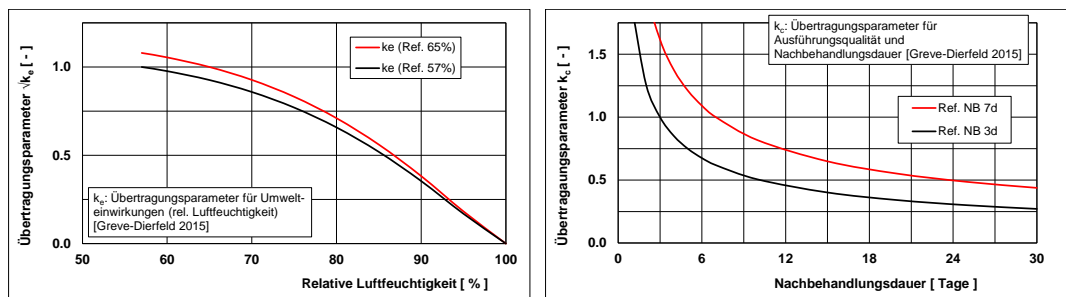 Übertragungsparameter √ke [ - ]
1.0
0.5
0.0
ke (Ref. 65%)
ke (Ref. 57%)
ke: Übertragungsparameter für Umwelt-
einwirkungen (rel. Luftfeuchtigkeit)
[Greve-Dierfeld 2015]
50 60 70 80 90 100
Relative Luftfeuchtigkeit [ % ]
Übertragaungsparameter kc [ - ]
1.5
1.0
0.5
0.0
kc: Übertragungsparameter für
Ausführungsqualität und
Nachbehandlungsdauer [Greve-Dierfeld 2015]
Ref. NB 7d
Ref. NB 3d
0 6 12 18 24 30
Nachbehandlungsdauer [ Tage ]